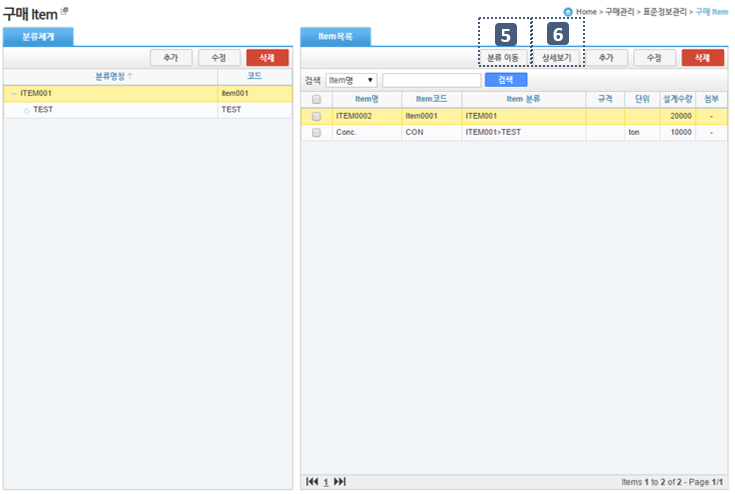 구매 Item
Home > 구매관리 > 표준정보관리 > 구매 Item
분류체계
Item목록
5
6
추가 수정 삭제
분류 이동 상세보기 추가 수정 삭제
분류명칭 코드
ITEM001 item001
TEST TEST
검색 Item명 검색
Item명 Item코드 Item 분류 규격 단위 설계수량 첨부
ITEM0002 Item0001 ITEM001 20000 -
Conc. CON ITEM001>TEST ton 10000 -
1
Items 1 to 2 of 2 - Page 1/1